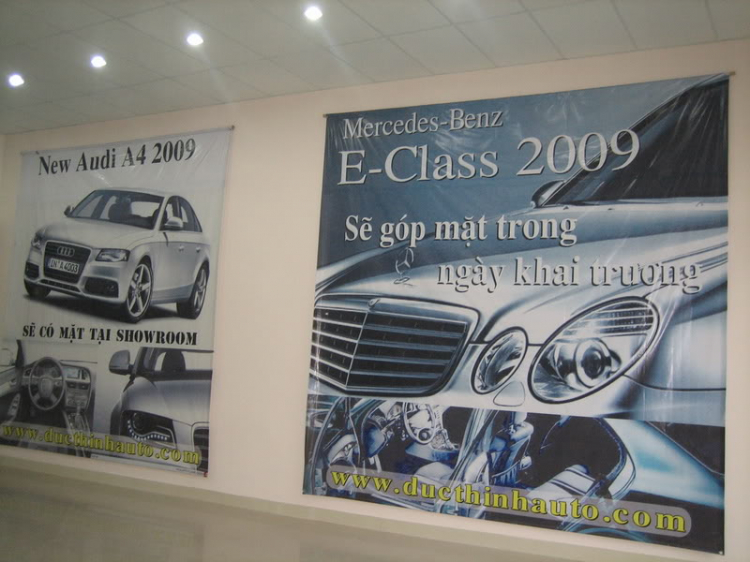 New Audi A4 2009
SẼ CÓ MẶT TẠI SHOWROOM
www.ducthinhauto.com
Mercedes-Benz
E-Class 2009
Sẽ góp mặt trong
ngày khai trương
www.ducthinhauto.com